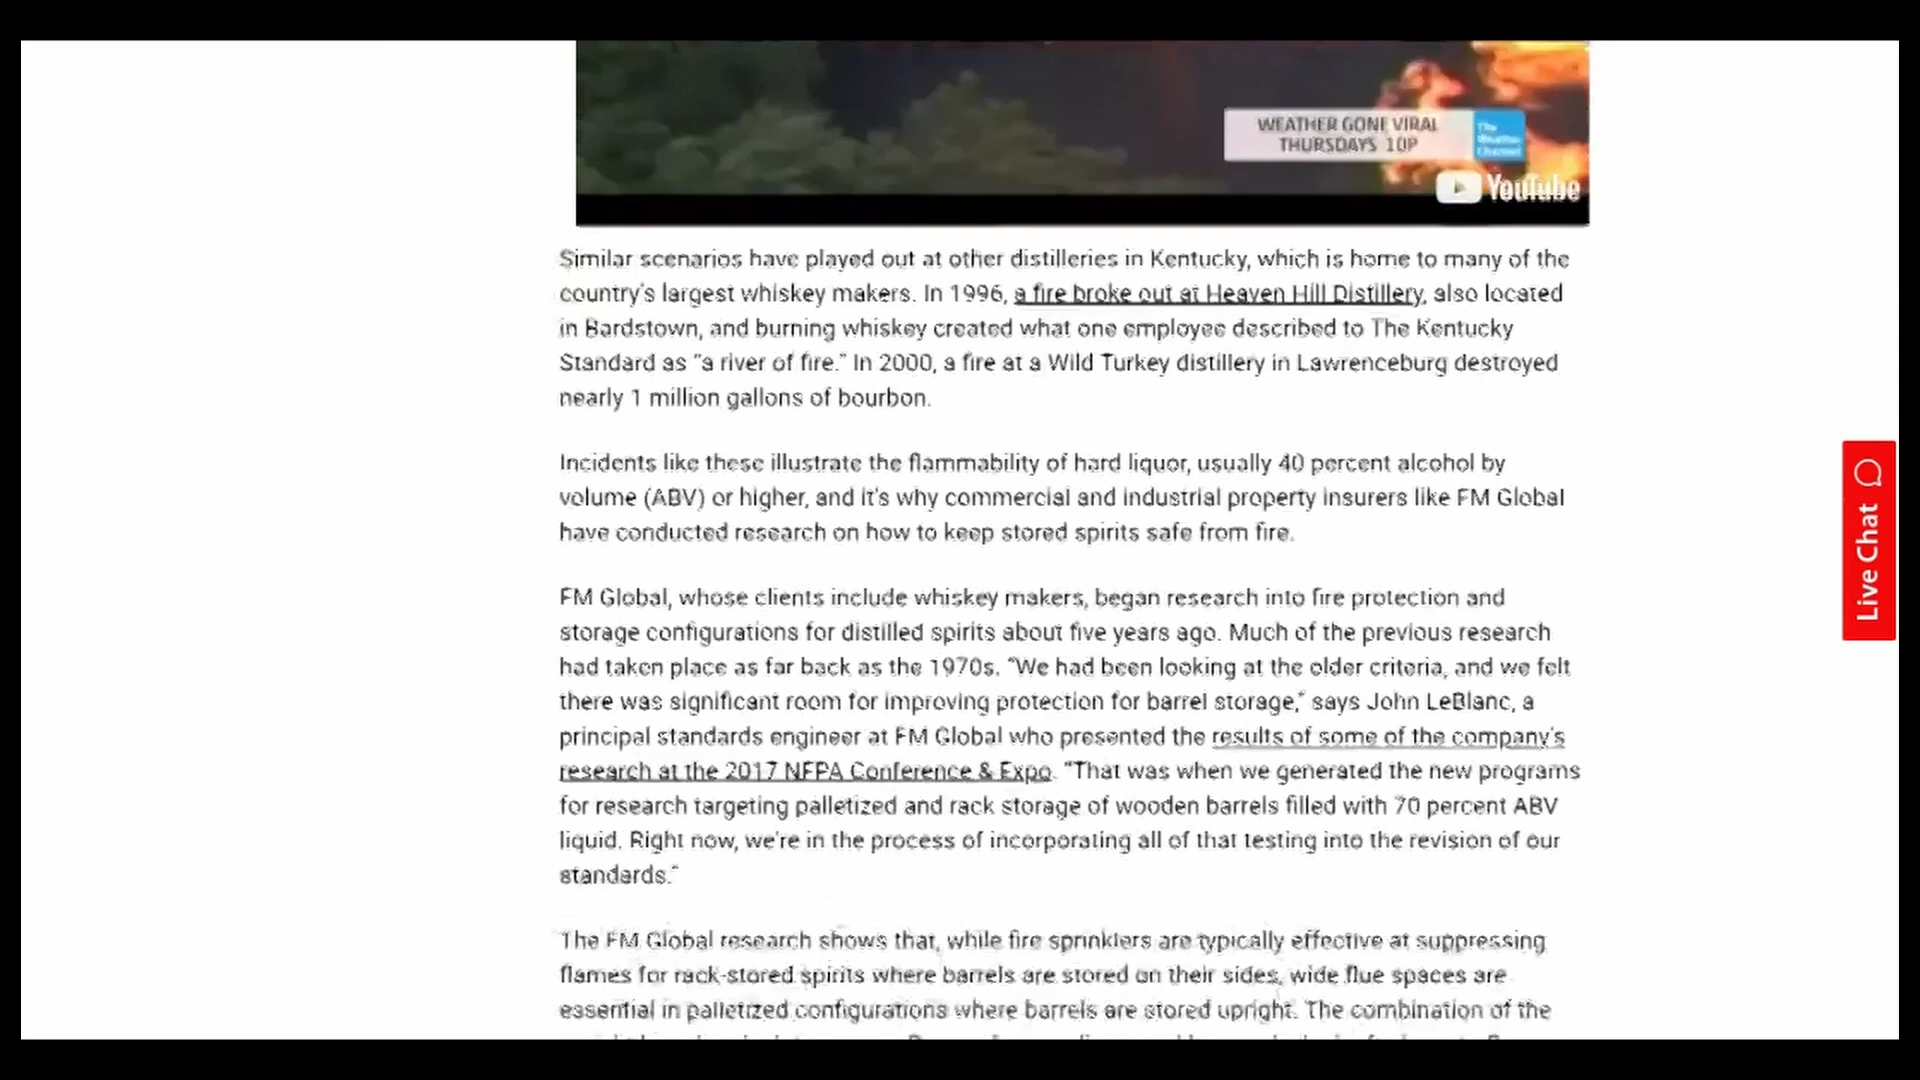 WEATHER GONE VIRAL
THURSDAYS 10P
The
Weather
Channel
YouTube
Similar scenarios have played out at other distilleries in Kentucky, which is home to many of the
country's largest whiskey makers. In 1996, a fire broke out at Heaven Hill Distillery, also located
in Bardstown, and burning whiskey created what one employee described to The Kentucky
Standard as “a river of fire.” In 2000, a fire at a Wild Turkey distillery in Lawrenceburg destroyed
nearly 1 million gallons of bourbon.
Incidents like these illustrate the flammability of hard liquor, usually 40 percent alcohol by
volume (ABV) or higher, and it's why commercial and industrial property insurers like FM Global
have conducted research on how to keep stored spirits safe from fire.
FM Global, whose clients include whiskey makers, began research into fire protection and
storage configurations for distilled spirits about five years ago. Much of the previous research
had taken place as far back as the 1970s. “We had been looking at the older criteria, and we felt
there was significant room for improving protection for barrel storage,” says John LeBlanc, a
principal standards engineer at FM Global who presented the results of some of the company's
research at the 2017 NFPA Conference & Expo. “That was when we generated the new programs
for research targeting palletized and rack storage of wooden barrels filled with 70 percent ABV
liquid. Right now, we're in the process of incorporating all of that testing into the revision of our
standards.”
The FM Global research shows that, while fire sprinklers are typically effective at suppressing
flames for rack-stored spirits where barrels are stored on their sides, wide flue spaces are
essential in palletized configurations where barrels are stored upright. The combination of the
Live Chat